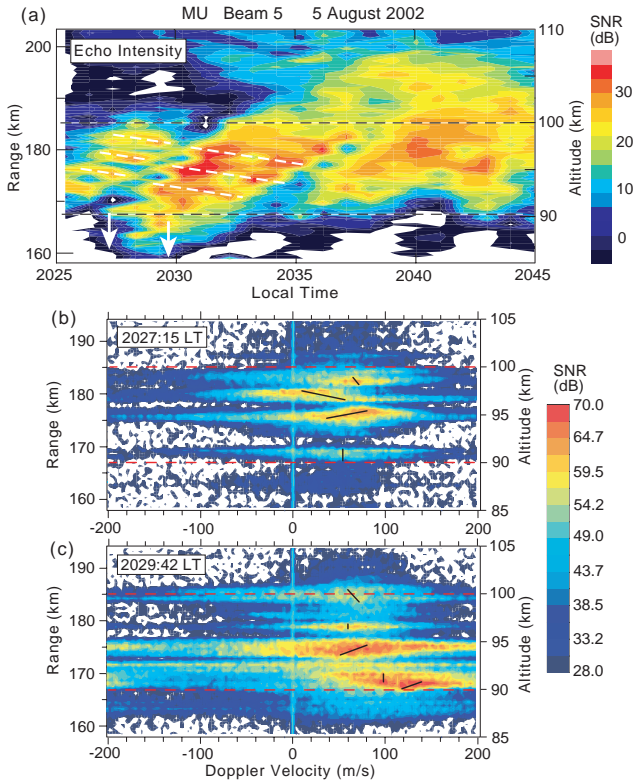 (a) MU Beam 5 5 August 2002
SNR (dB)
Echo Intensity
200
180
160
Range (km)
110
100
90
Altitude (km)
30
20
10
0
2025 2030 2035 2040 2045
Local Time
(b)
2027:15 LT
190
180
170
160
Range (km)
105
100
95
90
85
Altitude (km)
-200 -100 0 100 200
SNR (dB)
70.0
64.7
59.5
54.2
49.0
43.7
38.5
33.2
28.0
(c)
2029:42 LT
190
180
170
160
Range (km)
105
100
95
90
85
Altitude (km)
-200 -100 0 100 200
Doppler Velocity (m/s)